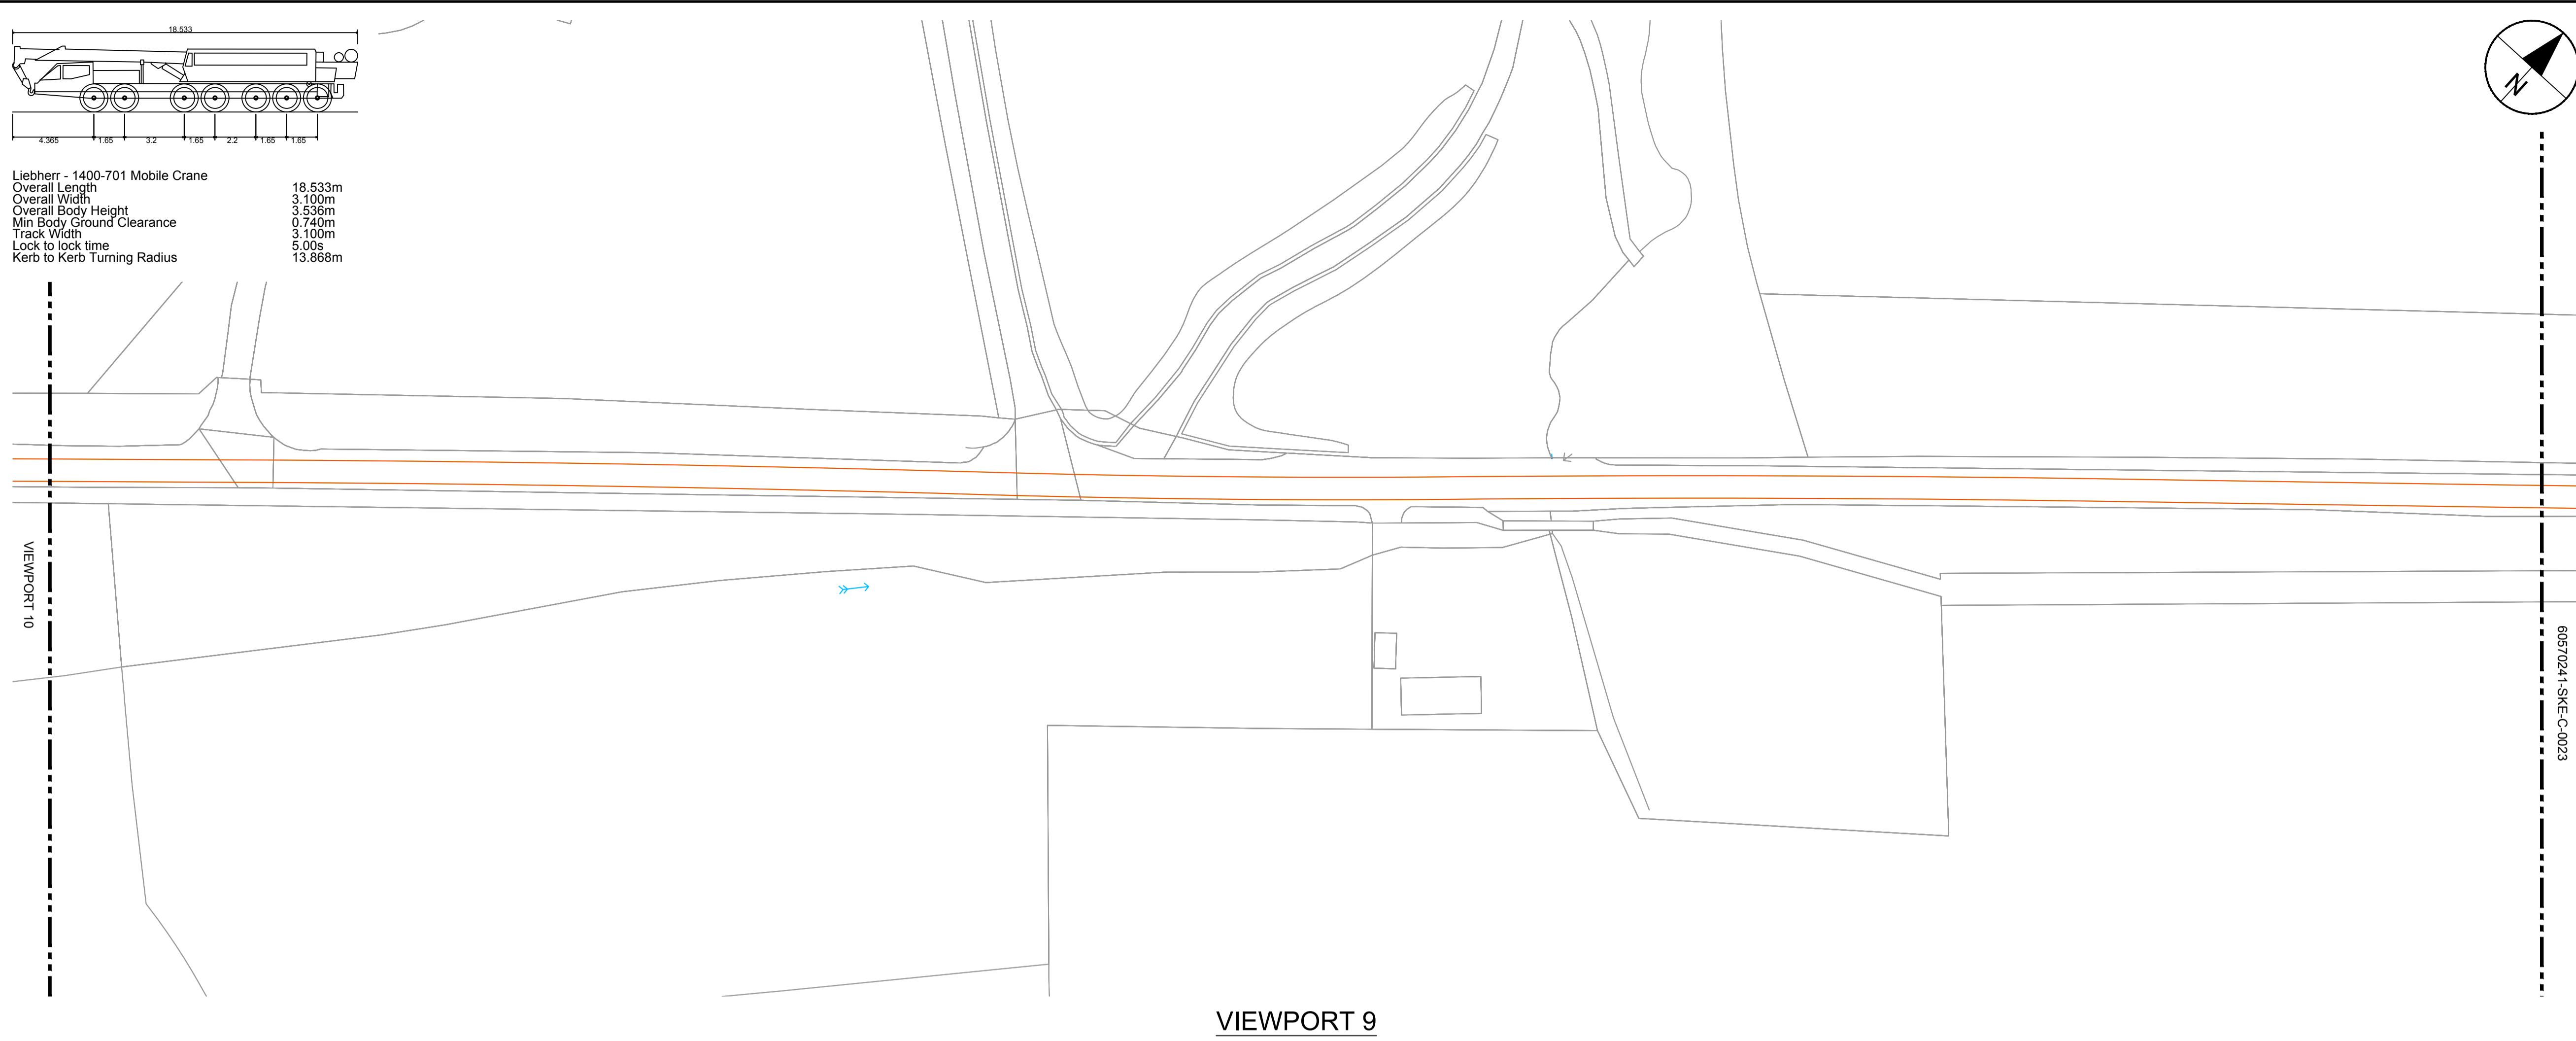 18.533
4.365 1.65 3.2 1.65 2.2 1.65 1.65
Liebherr - 1400-701 Mobile Crane
Overall Length 18.533m
Overall Width 3.100m
Overall Body Height 3.536m
Min Body Ground Clearance 0.740m
Track Width 3.100m
Lock to lock time 5.00s
Kerb to Kerb Turning Radius 13.868m
N
VIEWPORT 10
60570241-SKE-C-0023
VIEWPORT 9